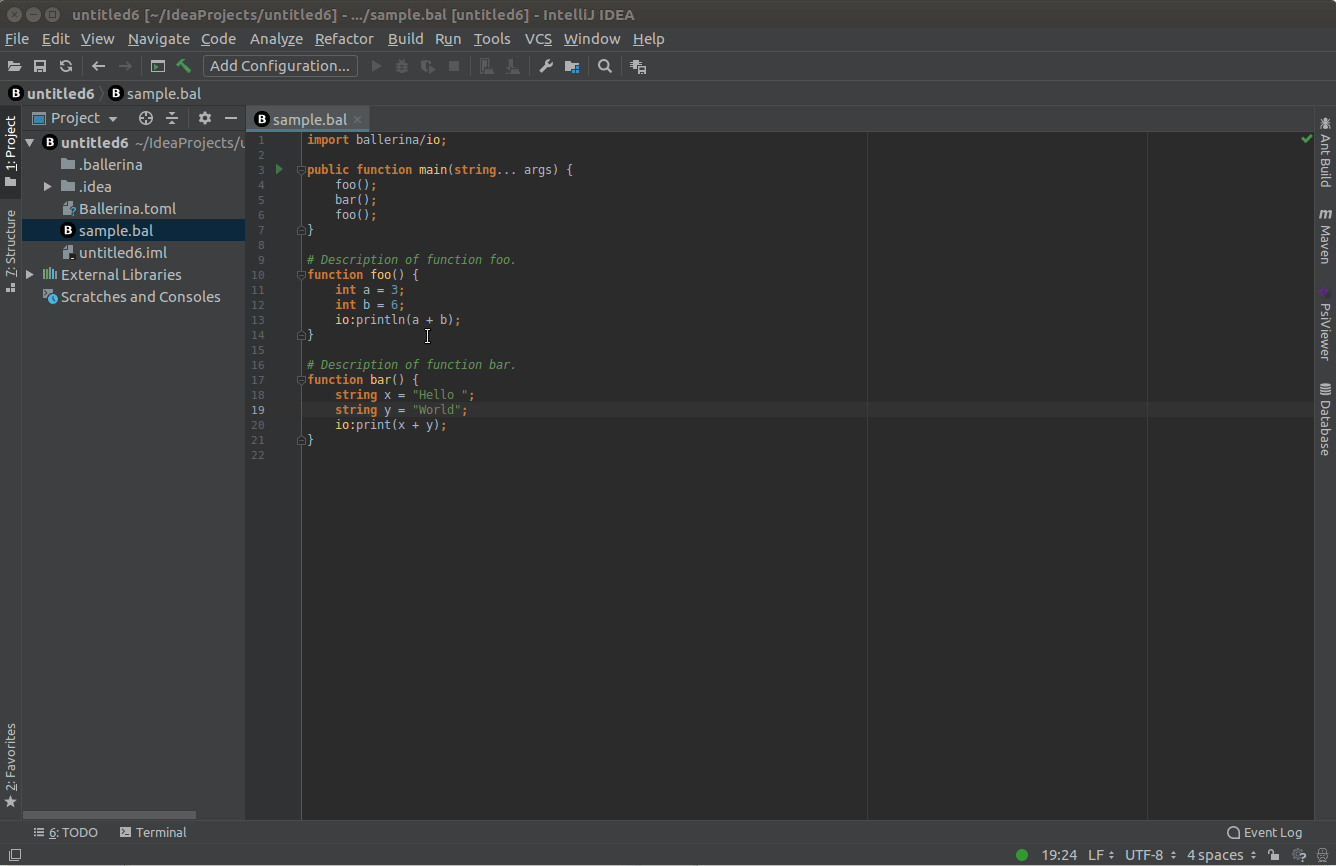 untitled6 [~/IdeaProjects/untitled6] - .../sample.bal [untitled6] - IntelliJ IDEA
File Edit View Navigate Code Analyze Refactor Build Run Tools VCS Window Help
Add Configuration...
B untitled6 B sample.bal
1: Project
Z: Structure
2: Favorites
Project
B untitled6 ~/IdeaProjects/u
.ballerina
.idea
Ballerina.toml
B sample.bal
untitled6.iml
External Libraries
Scratches and Consoles
B sample.bal
1 import ballerina/io;
2
3 public function main(string... args) {
4     foo();
5     bar();
6     foo();
7 }
8
9 # Description of function foo.
10 function foo() {
11     int a = 3;
12     int b = 6;
13     io:println(a + b);
14 }
15
16 # Description of function bar.
17 function bar() {
18     string x = "Hello ";
19     string y = "World";
20     io:print(x + y);
21 }
22
Ant Build
m Maven
PsiViewer
Database
6: TODO Terminal Event Log
19:24 LF UTF-8 4 spaces